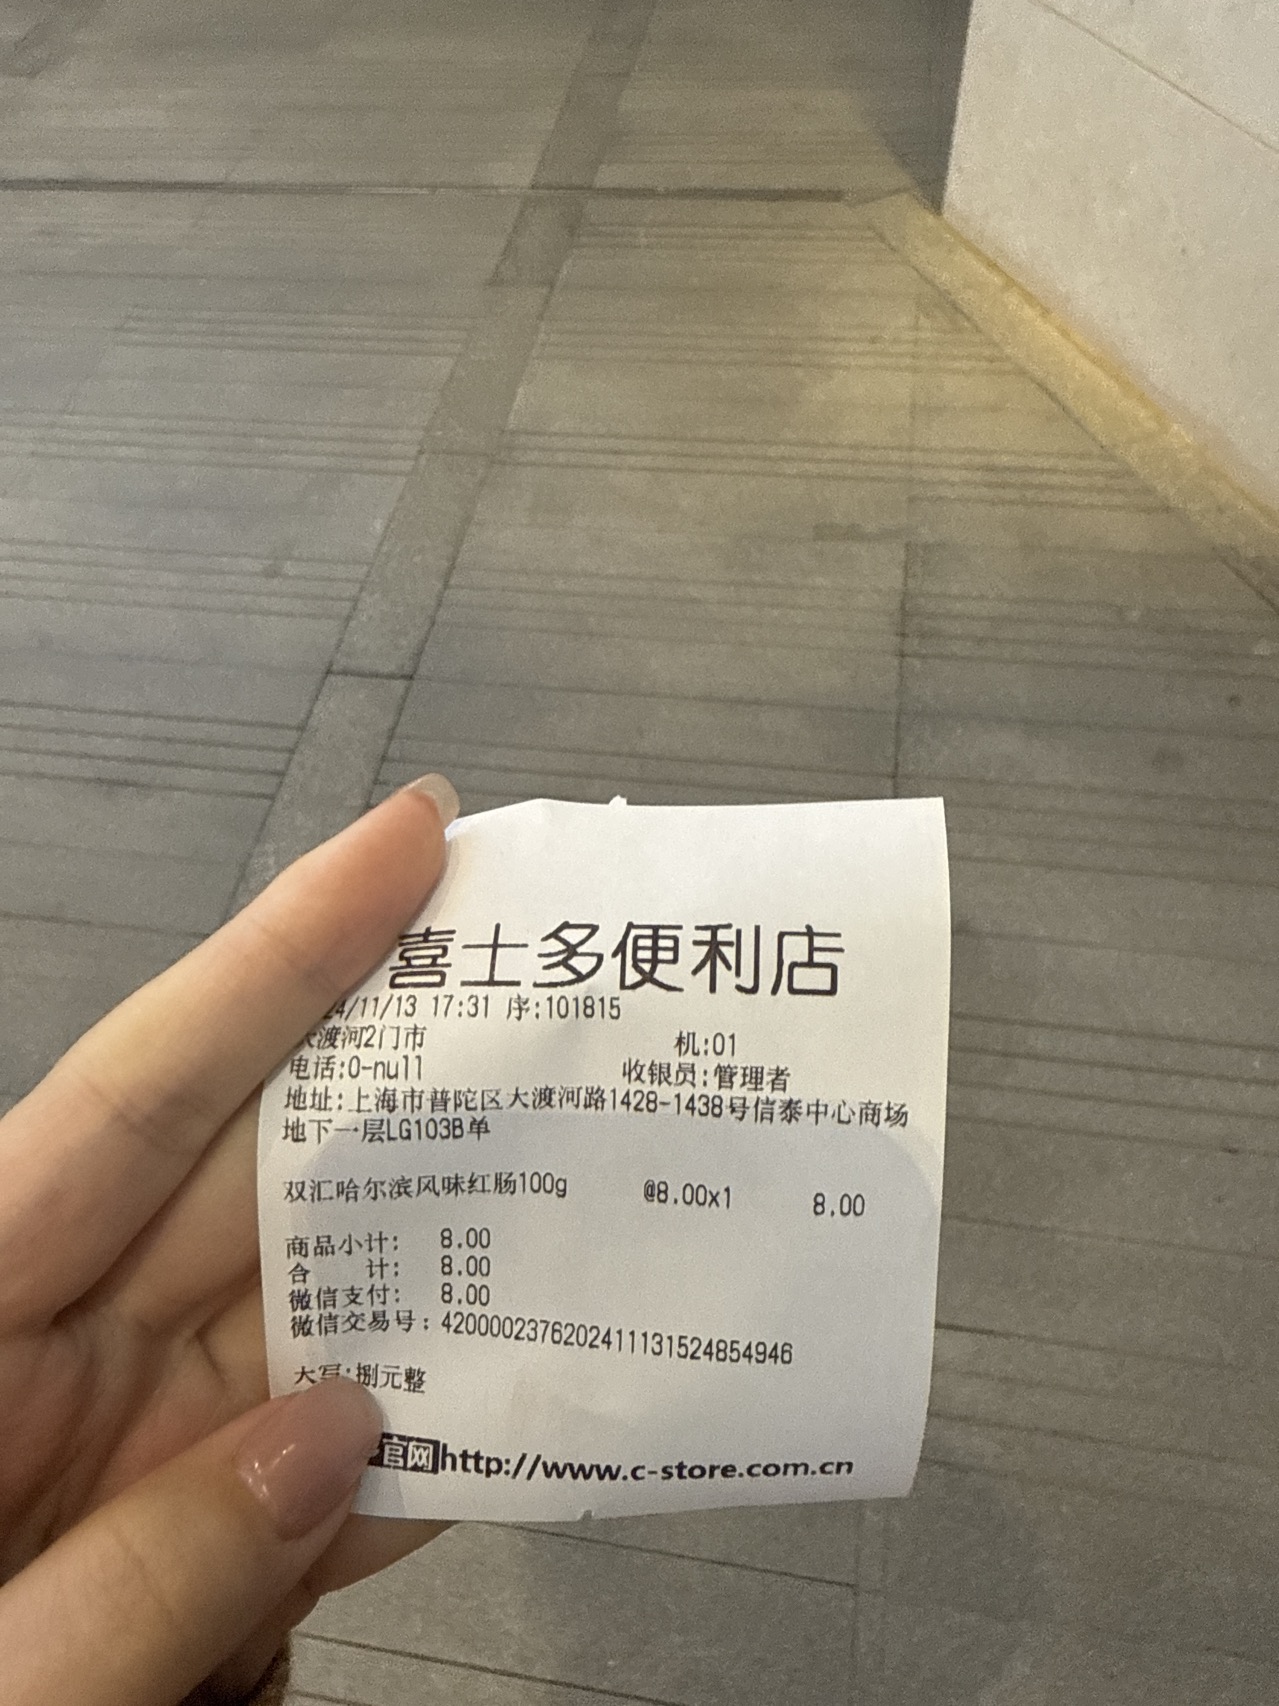 喜士多便利店
24/11/13 17:31 序:101815
大渡河2门市 机:01
电话:0-null 收银员:管理者
地址:上海市普陀区大渡河路1428-1438号信泰中心商场
地下一层LG103B单
双汇哈尔滨风味红肠100g @8.00x1 8.00
商品小计: 8.00
合 计: 8.00
微信支付: 8.00
微信交易号: 4200002376202411131524854946
大写:捌元整
官网http://www.c-store.com.cn